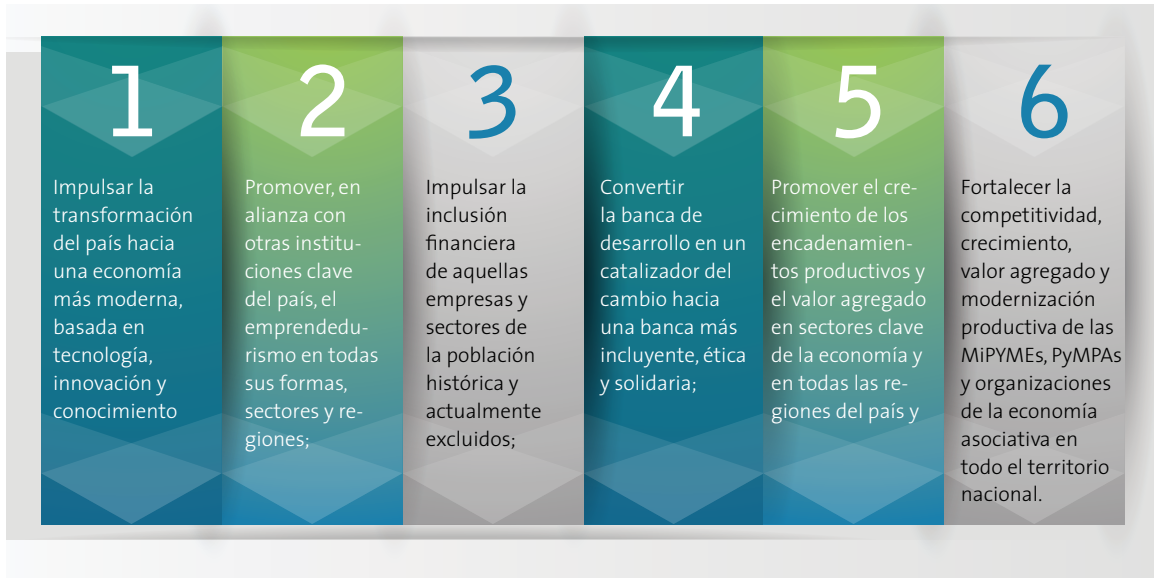 1
Impulsar la
transformación
del país hacia
una economía
más moderna,
basada en
tecnología,
innovación y
conocimiento
2
Promover, en
alianza con
otras institu-
ciones clave
del país, el
emprendedu-
rismo en todas
sus formas,
sectores y re-
giones;
3
Impulsar la
inclusión
financiera
de aquellas
empresas y
sectores de
la población
histórica y
actualmente
excluidos;
4
Convertir
la banca de
desarrollo en un
catalizador del
cambio hacia
una banca más
incluyente, ética
y solidaria;
5
Promover el cre-
cimiento de los
encadenamien-
tos productivos y
el valor agregado
en sectores clave
de la economía y
en todas las re-
giones del país y
6
Fortalecer la
competitividad,
crecimiento,
valor agregado y
modernización
productiva de las
MiPYMEs, PyMPAs
y organizaciones
de la economía
asociativa en
todo el territorio
nacional.